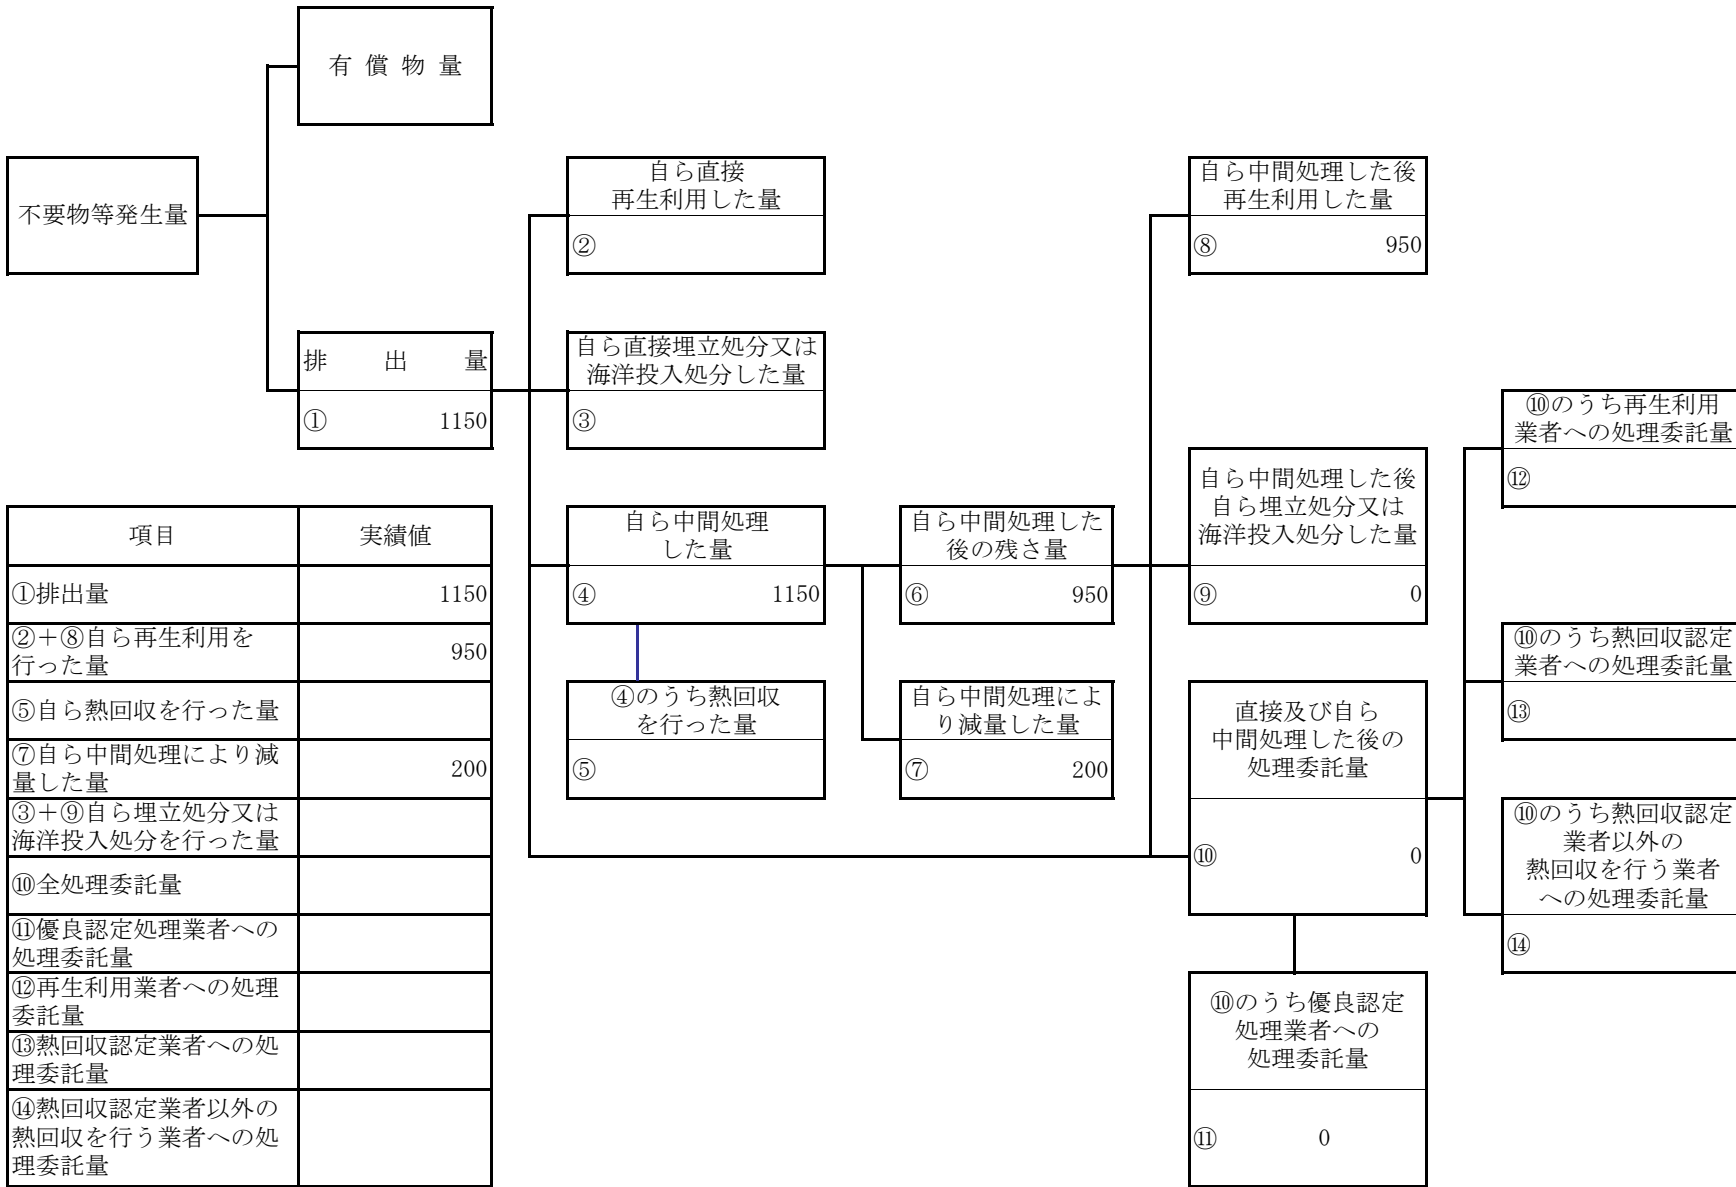 有償物量
不要物等発生量
自ら直接
再生利用した量
②
自ら中間処理した後
再生利用した量
⑧ 950
排出量
① 1150
自ら直接埋立処分又は
海洋投入処分した量
③
⑩のうち再生利用
業者への処理委託量
⑫
自ら中間処理した後
自ら埋立処分又は
海洋投入処分した量
⑨ 0
自ら中間処理
した量
④ 1150
自ら中間処理した
後の残さ量
⑥ 950
⑩のうち熱回収認定
業者への処理委託量
⑬
④のうち熱回収
を行った量
⑤
自ら中間処理によ
り減量した量
⑦ 200
直接及び自ら
中間処理した後の
処理委託量
⑩ 0
⑩のうち熱回収認定
業者以外の
熱回収を行う業者
への処理委託量
⑭
⑩のうち優良認定
処理業者への
処理委託量
⑪ 0
項目 実績値
①排出量 1150
②＋⑧自ら再生利用を
行った量 950
⑤自ら熱回収を行った量
⑦自ら中間処理により減
量した量 200
③＋⑨自ら埋立処分又は
海洋投入処分を行った量
⑩全処理委託量
⑪優良認定処理業者への
処理委託量
⑫再生利用業者への処理
委託量
⑬熱回収認定業者への処
理委託量
⑭熱回収認定業者以外の
熱回収を行う業者への処
理委託量